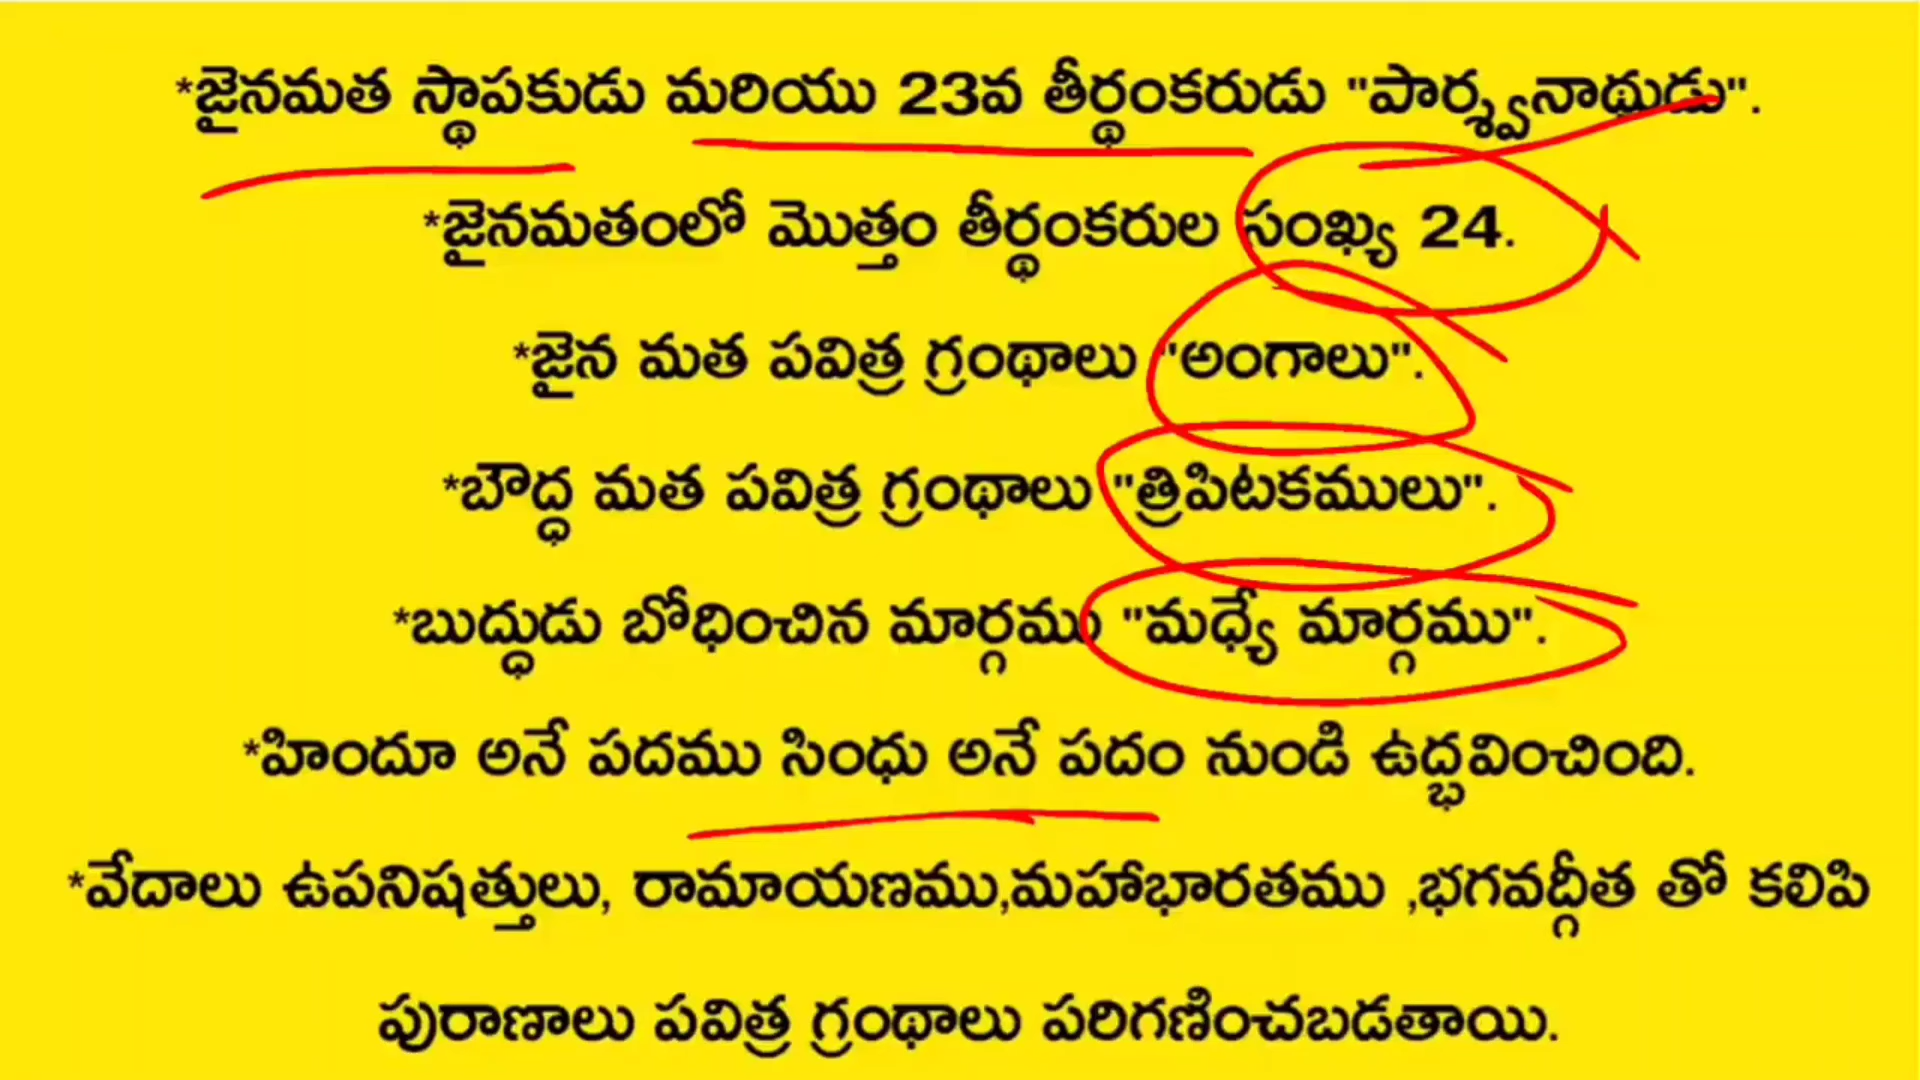 *జైనమత స్థాపకుడు మరియు 23వ తీర్థంకరుడు "పార్శ్వనాథుడు".
*జైనమతంలో మొత్తం తీర్థంకరుల సంఖ్య 24.
*జైన మత పవిత్ర గ్రంథాలు "అంగాలు".
*బౌద్ధ మత పవిత్ర గ్రంథాలు "త్రిపిటకములు".
*బుద్ధుడు బోధించిన మార్గము "మధ్యే మార్గము".
*హిందూ అనే పదము సింధు అనే పదం నుండి ఉద్భవించింది.
*వేదాలు ఉపనిషత్తులు, రామాయణము,మహాభారతము ,భగవద్గీత తో కలిపి
పురాణాలు పవిత్ర గ్రంథాలు పరిగణించబడతాయి.